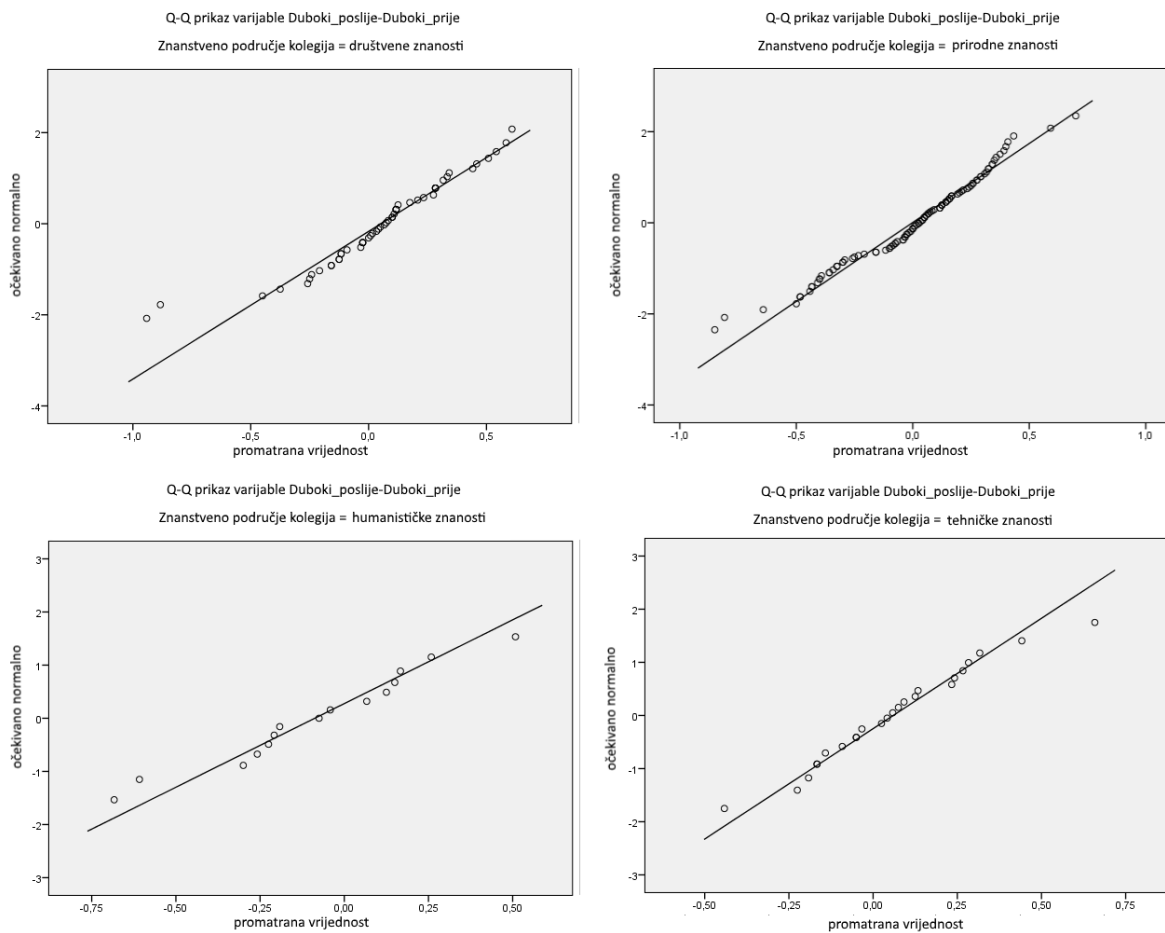 Q-Q prikaz varijable Duboki_poslije-Duboki_prije
Znanstveno područje kolegija = društvene znanosti
očekivano normalno
2
0
-2
-4
-1,0
-0,5
0,0
0,5
promatrana vrijednost
Q-Q prikaz varijable Duboki_poslije-Duboki_prije
Znanstveno područje kolegija = prirodne znanosti
očekivano normalno
2
0
-2
-4
-1,0
-0,5
0,0
0,5
1,0
promatrana vrijednost
Q-Q prikaz varijable Duboki_poslije-Duboki_prije
Znanstveno područje kolegija = humanističke znanosti
očekivano normalno
3
2
1
0
-1
-2
-3
-0,75
-0,50
-0,25
0,00
0,25
0,50
promatrana vrijednost
Q-Q prikaz varijable Duboki_poslije-Duboki_prije
Znanstveno područje kolegija = tehničke znanosti
očekivano normalno
3
2
1
0
-1
-2
-3
-0,50
-0,25
0,00
0,25
0,50
0,75
promatrana vrijednost